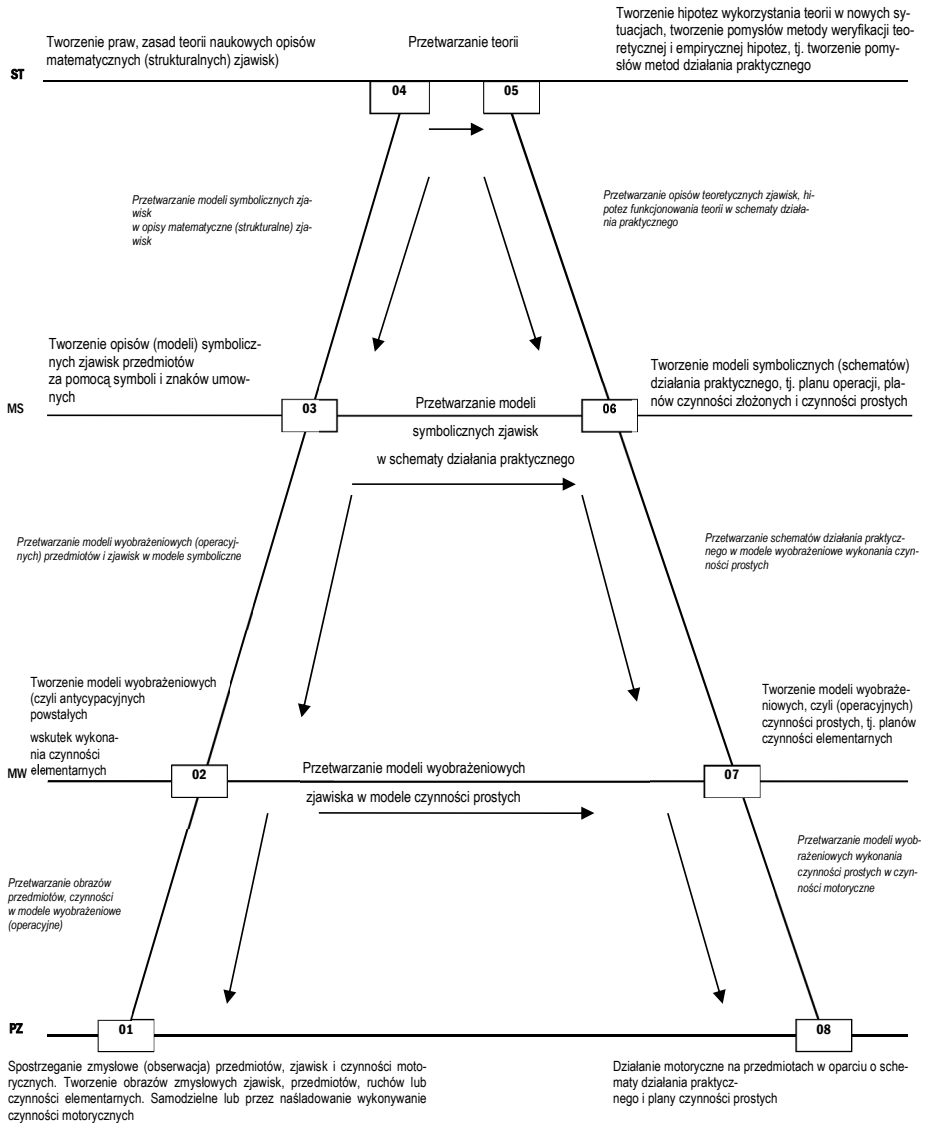 Tworzenie praw, zasad teorii naukowych opisów
matematycznych (strukturalnych) zjawisk)
Przetwarzanie teorii
Tworzenie hipotez wykorzystania teorii w nowych sy-
tuacjach, tworzenie pomysłów metody weryfikacji teo-
retycznej i empirycznej hipotez, tj. tworzenie pomy-
słów metod działania praktycznego
ST
04
05
Przetwarzanie modeli symbolicznych zja-
wisk
w opisy matematyczne (strukturalne) zja-
wisk
Przetwarzanie opisów teoretycznych zjawisk, hi-
potez funkcjonowania teorii w schematy działa-
nia praktycznego
Tworzenie opisów (modeli) symbolicz-
nych zjawisk przedmiotów
za pomocą symboli i znaków umow-
nych
Tworzenie modeli symbolicznych (schematów)
działania praktycznego, tj. planu operacji, pla-
nów czynności złożonych i czynności prostych
MS
03
Przetwarzanie modeli
symbolicznych zjawisk
w schematy działania praktycznego
06
Przetwarzanie modeli wyobrażeniowych (operacyj-
nych) przedmiotów i zjawisk w modele symboliczne
Przetwarzanie schematów działania praktycz-
nego w modele wyobrażeniowe wykonania czyn-
ności prostych
Tworzenie modeli wyobrażeniowych
(czyli antycypacyjnych
powstałych
wskutek wykona-
nia czynności
elementarnych
Tworzenie modeli wyobraże-
niowych, czyli (operacyjnych)
czynności prostych, tj. planów
czynności elementarnych
MW
02
Przetwarzanie modeli wyobrażeniowych
zjawiska w modele czynności prostych
07
Przetwarzanie obrazów
przedmiotów, czynności
w modele wyobrażeniowe
(operacyjne)
Przetwarzanie modeli wyob-
rażeniowych wykonania
czynności prostych w czyn-
ności motoryczne
PZ
01
08
Spostrzeganie zmysłowe (obserwacja) przedmiotów, zjawisk i czynności moto-
rycznych. Tworzenie obrazów zmysłowych zjawisk, przedmiotów, ruchów lub
czynności elementarnych. Samodzielne lub przez naśladowanie wykonywanie
czynności motorycznych
Działanie motoryczne na przedmiotach w oparciu o sche-
maty działania praktycz-
nego i plany czynności prostych